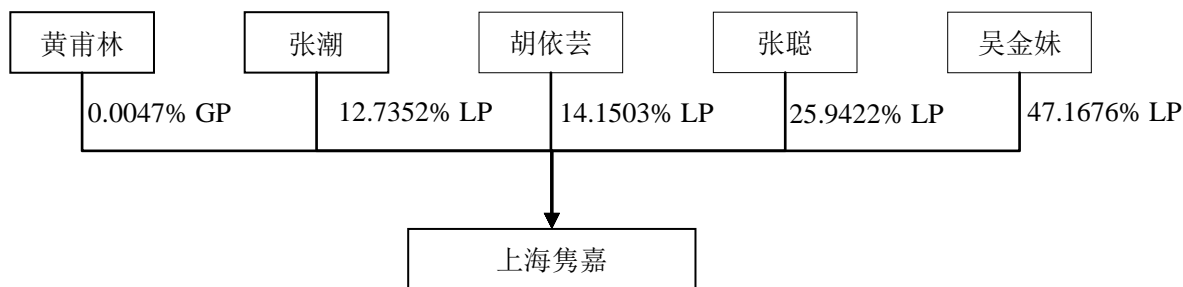 黄甫林
张潮
胡依芸
张聪
吴金妹
0.0047% GP
12.7352% LP
14.1503% LP
25.9422% LP
47.1676% LP
上海隽嘉